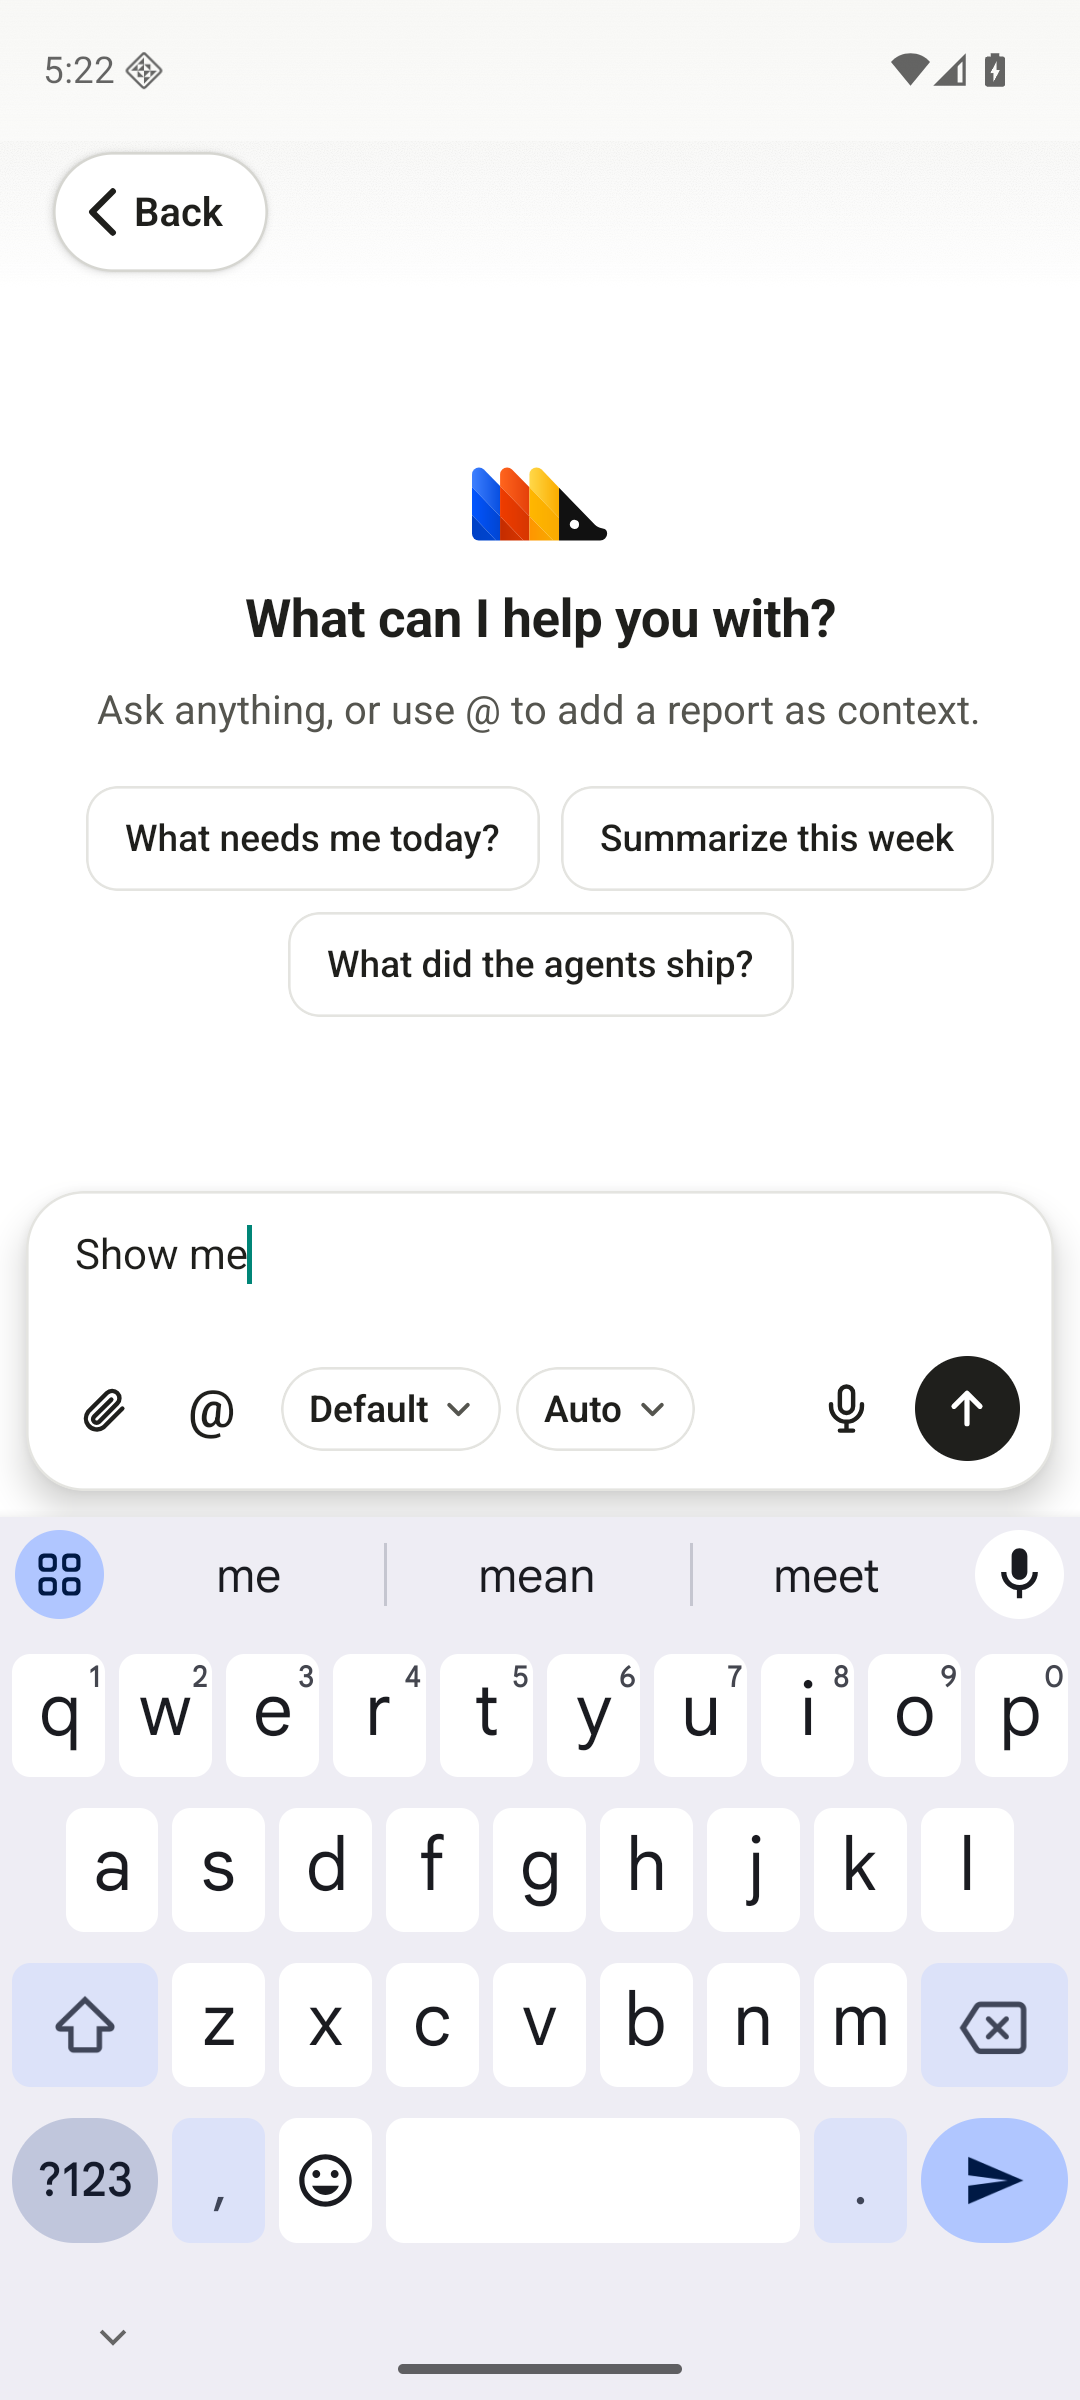 5:22
Back
What can I help you with?
Ask anything, or use @ to add a report as context.
What needs me today?
Summarize this week
What did the agents ship?
Show me
@ Default Auto
me mean meet
q1 w2 e3 r4 t5 y6 u7 i8 o9 p0
a s d f g h j k l
z x c v b n m
?123 , .